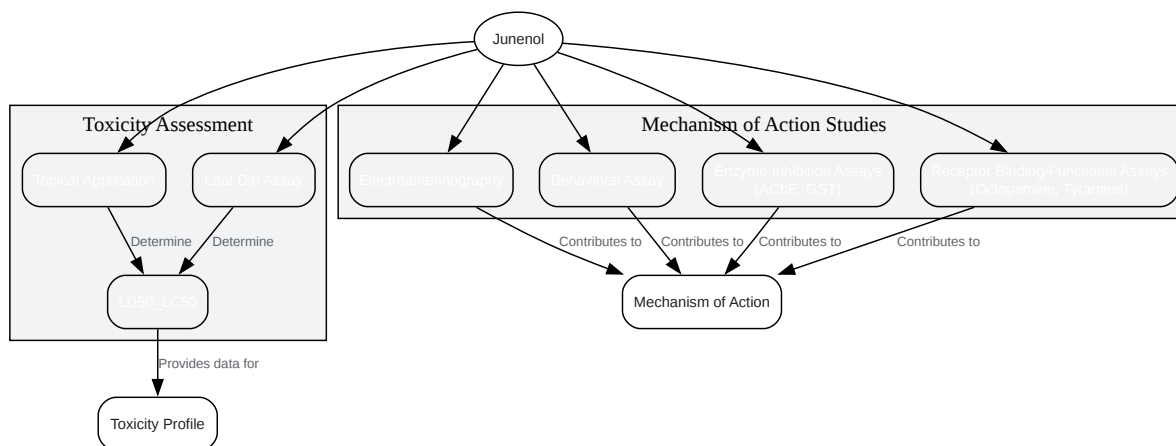 Junenol
Toxicity Assessment
Mechanism of Action Studies
Topical Application
Leaf Dip Assay
Electroantennography
Behavioral Assay
Enzyme Inhibition Assays
(AChE, GST)
Receptor Binding/Functional Assays
(Octopamine, Tyramine)
Determine
Determine
Contributes to
Contributes to
Contributes to
Contributes to
LD50_LC50
Mechanism of Action
Provides data for
Toxicity Profile